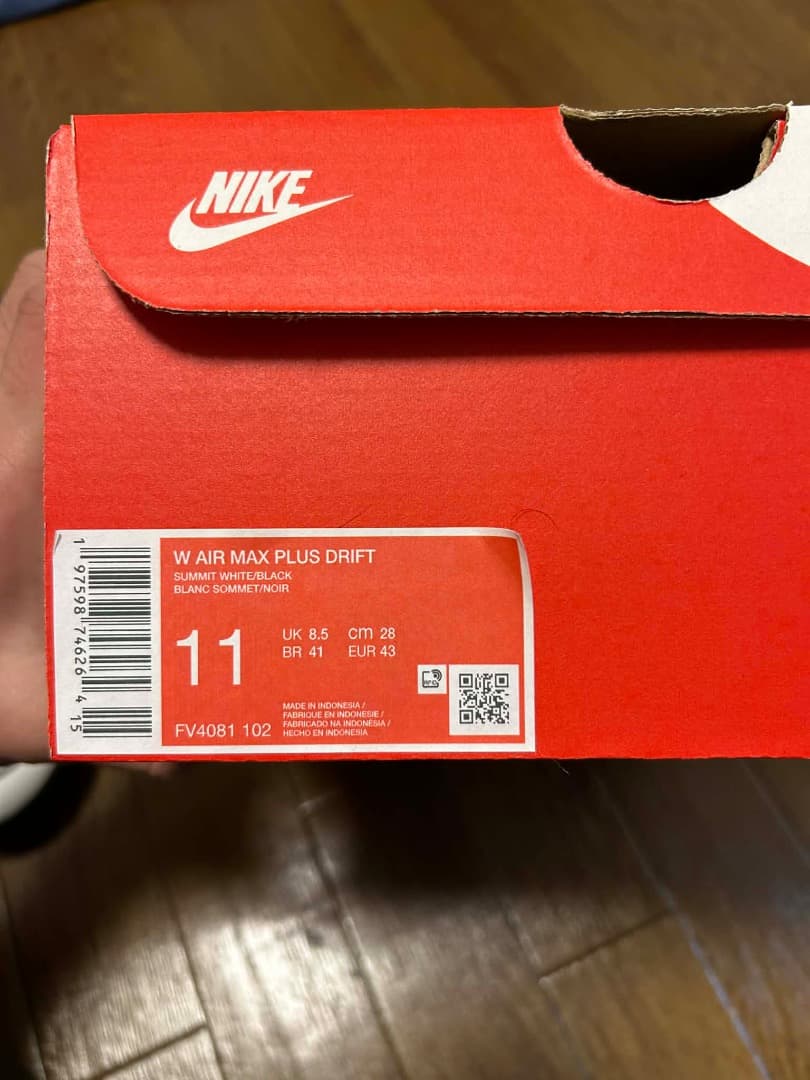 NIKE
W AIR MAX PLUS DRIFT
SUMMIT WHITE/BLACK
BLANC SOMMET/NOIR
11
UK 8.5 cm 28
BR 41 EUR 43
FV4081 102
MADE IN INDONESIA /
FABRIQUE EN INDONESIE /
FABRICADO NA INDONÉSIA /
HECHO EN INDONESIA
1 97598 74626 4 15